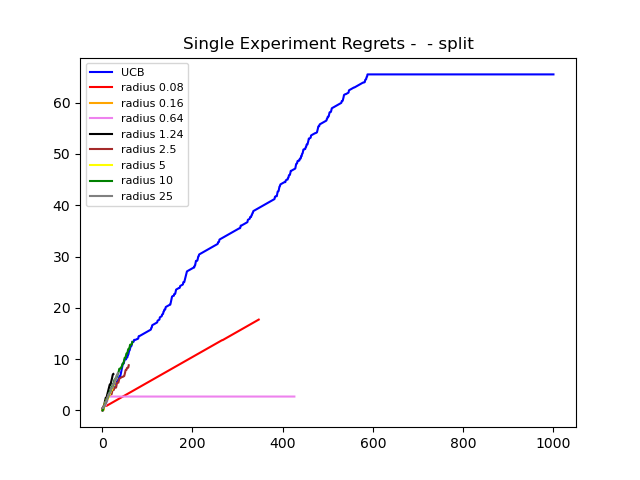 Single Experiment Regrets -  - split
UCB
radius 0.08
radius 0.16
radius 0.64
radius 1.24
radius 2.5
radius 5
radius 10
radius 25
60
50
40
30
20
10
0
0 200 400 600 800 1000